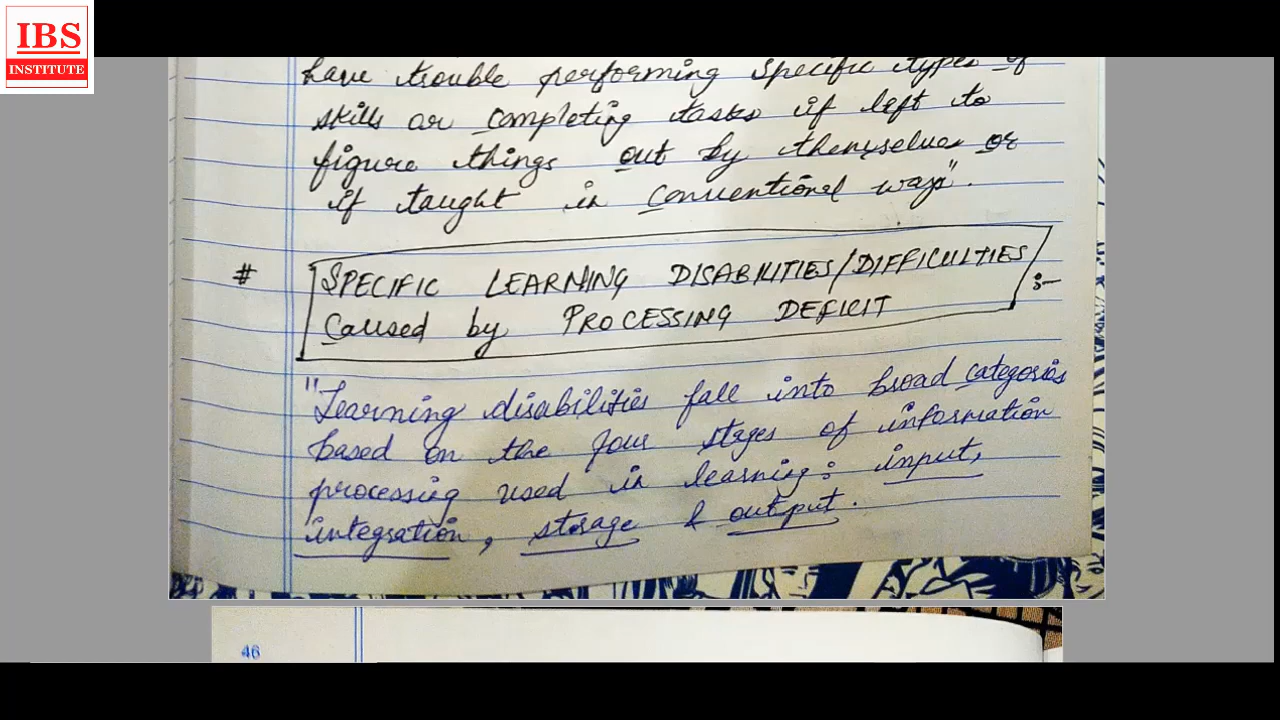 IBS
INSTITUTE
have trouble performing specific types of
skills or completing tasks if left to
figure things out by themselves or
if taught in conventional ways".
# SPECIFIC LEARNING DISABILITIES/DIFFICULTIES :-
Caused by PROCESSING DEFICIT
"Learning disabilities fall into broad categories
based on the four stages of information
processing used in learning: input,
integration, storage & output.
46